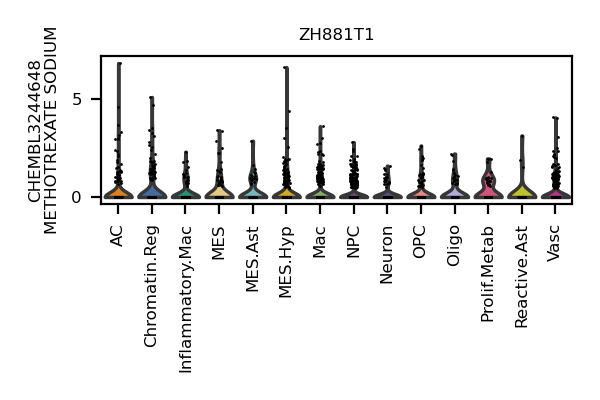 ZH881T1
CHEMBL3244648
METHOTREXATE SODIUM
5
0
AC
Chromatin.Reg
Inflammatory.Mac
MES
MES.Ast
MES.Hyp
Mac
NPC
Neuron
OPC
Oligo
Prolif.Metab
Reactive.Ast
Vasc